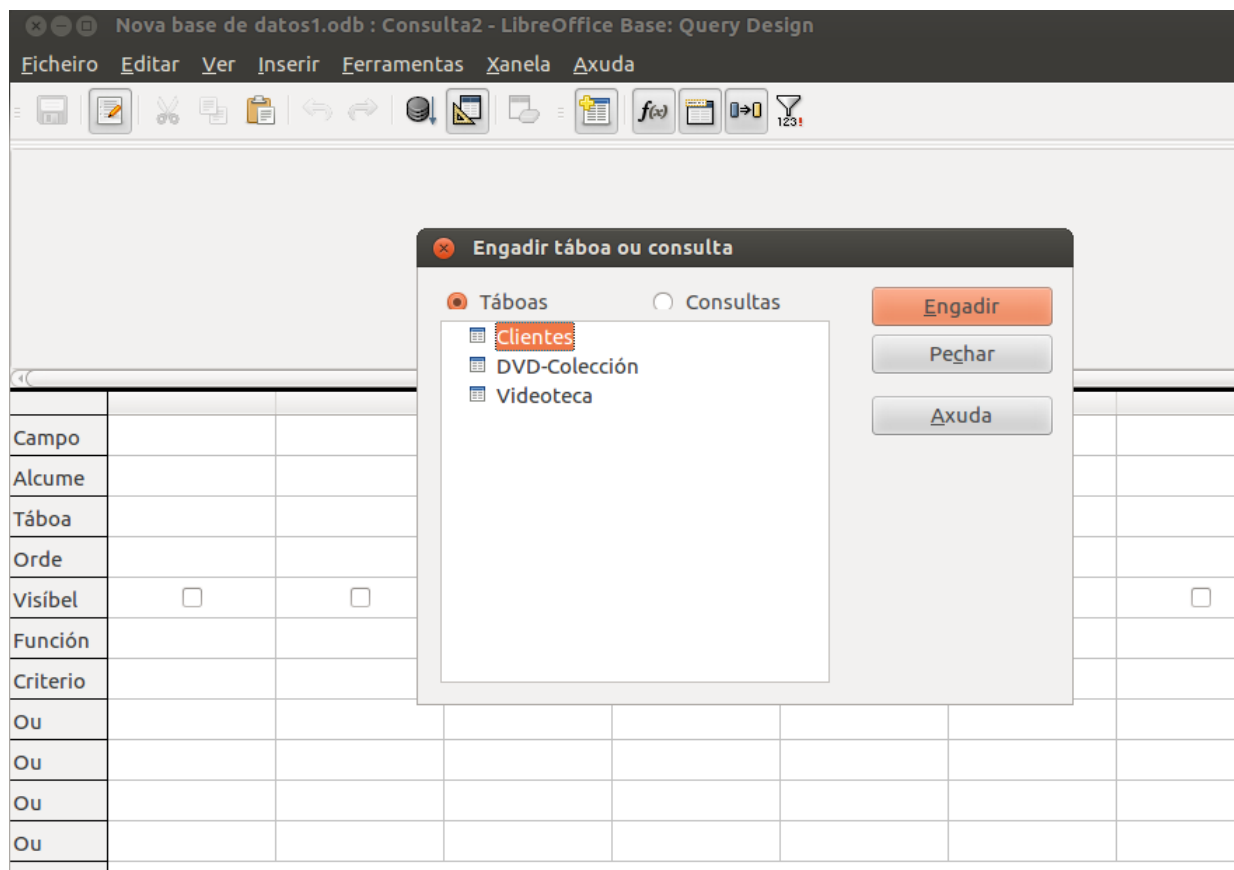 Nova base de datos1.odb : Consulta2 - LibreOffice Base: Query Design
Ficheiro Editar Ver Inserir Ferramentas Xanela Axuda
f(x) 123!
Engadir táboa ou consulta
Táboas Consultas Engadir
Clientes
Pechar
DVD-Colección
Videoteca
Axuda
Campo
Alcume
Táboa
Orde
Visíbel
Función
Criterio
Ou
Ou
Ou
Ou